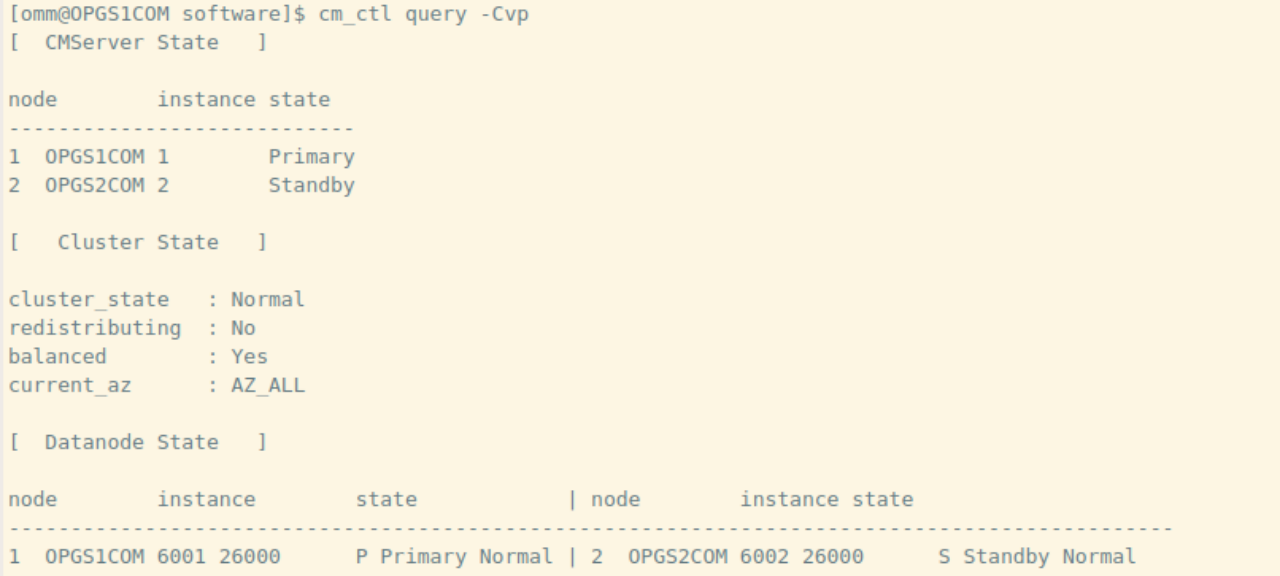 [omm@OPGS1COM software]$ cm_ctl query -Cvp
[  CMServer State   ]
node        instance state
----------------------------
1  OPGS1COM 1        Primary
2  OPGS2COM 2        Standby
[   Cluster State   ]
cluster_state   : Normal
redistributing  : No
balanced        : Yes
current_az      : AZ_ALL
[  Datanode State   ]
node        instance        state            | node        instance state
----------------------------------------------------------------------------------------------
1  OPGS1COM 6001 26000      P Primary Normal | 2  OPGS2COM 6002 26000      S Standby Normal